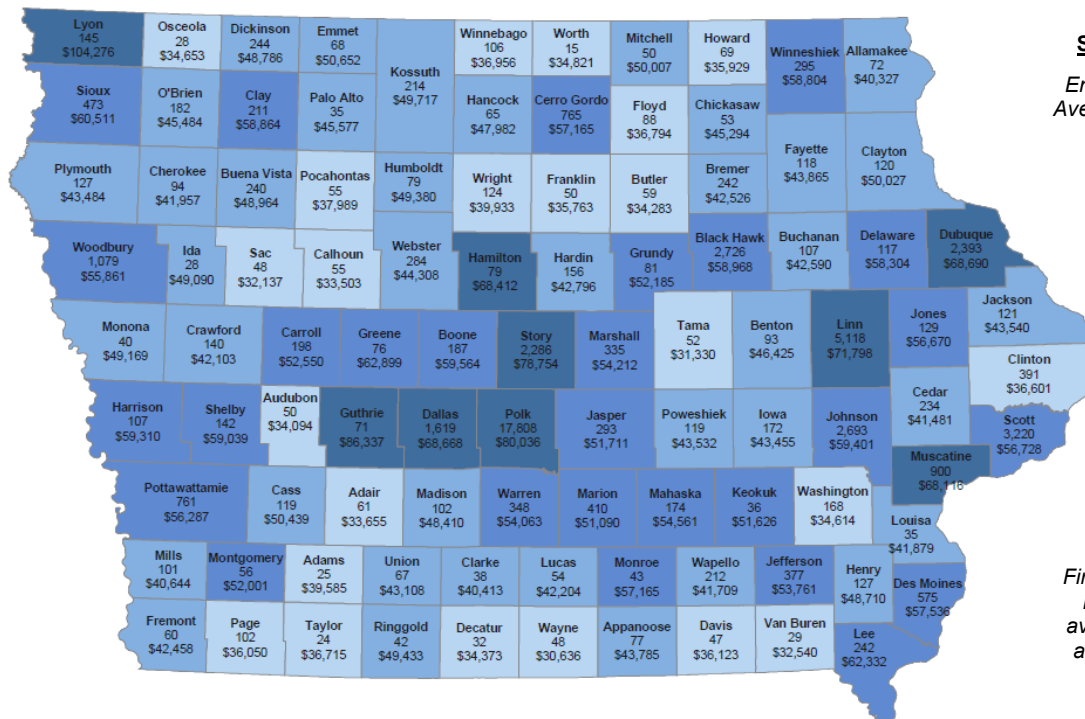 Lyon
145
$104,276
Osceola
28
$34,653
Dickinson
244
$48,786
Emmet
68
$50,652
Kossuth
214
$49,717
Winnebago
106
$36,956
Worth
15
$34,821
Mitchell
50
$50,007
Howard
69
$35,929
Winneshiek
295
$58,804
Allamakee
72
$40,327
Sioux
473
$60,511
O'Brien
182
$45,484
Clay
211
$58,864
Palo Alto
35
$45,577
Hancock
65
$47,982
Cerro Gordo
765
$57,165
Floyd
88
$36,794
Chickasaw
53
$45,294
Fayette
118
$43,865
Clayton
120
$50,027
Plymouth
127
$43,484
Cherokee
94
$41,957
Buena Vista
240
$48,964
Pocahontas
55
$37,989
Humboldt
79
$49,380
Wright
124
$39,933
Franklin
50
$35,763
Butler
59
$34,283
Bremer
242
$42,526
Woodbury
1,079
$55,861
Ida
28
$49,090
Sac
48
$32,137
Calhoun
55
$33,503
Webster
284
$44,308
Hamilton
79
$68,412
Hardin
156
$42,796
Grundy
81
$52,185
Black Hawk
2,726
$58,968
Buchanan
107
$42,590
Delaware
117
$58,304
Dubuque
2,393
$68,690
Monona
40
$49,169
Crawford
140
$42,103
Carroll
198
$52,550
Greene
76
$62,899
Boone
187
$59,564
Story
2,286
$78,754
Marshall
335
$54,212
Tama
52
$31,330
Benton
93
$46,425
Linn
5,118
$71,798
Jones
129
$56,670
Jackson
121
$43,540
Clinton
391
$36,601
Harrison
107
$59,310
Shelby
142
$59,039
Audubon
50
$34,094
Guthrie
71
$86,337
Dallas
1,619
$68,668
Polk
17,808
$80,036
Jasper
293
$51,711
Poweshiek
119
$43,532
Iowa
172
$43,455
Johnson
2,693
$59,401
Cedar
234
$41,481
Scott
3,220
$56,728
Muscatine
900
$68,116
Pottawattamie
761
$56,287
Cass
119
$50,439
Adair
61
$33,655
Madison
102
$48,410
Warren
348
$54,063
Marion
410
$51,090
Mahaska
174
$54,561
Keokuk
36
$51,626
Washington
168
$34,614
Louisa
35
$41,879
Mills
101
$40,644
Montgomery
56
$52,001
Adams
25
$39,585
Union
67
$43,108
Clarke
38
$40,413
Lucas
54
$42,204
Monroe
43
$57,165
Wapello
212
$41,709
Jefferson
377
$53,761
Henry
127
$48,710
Des Moines
575
$57,536
Fremont
60
$42,458
Page
102
$36,050
Taylor
24
$36,715
Ringgold
42
$49,433
Decatur
32
$34,373
Wayne
48
$30,636
Appanoose
77
$43,785
Davis
47
$36,123
Van Buren
29
$32,540
Lee
242
$62,332